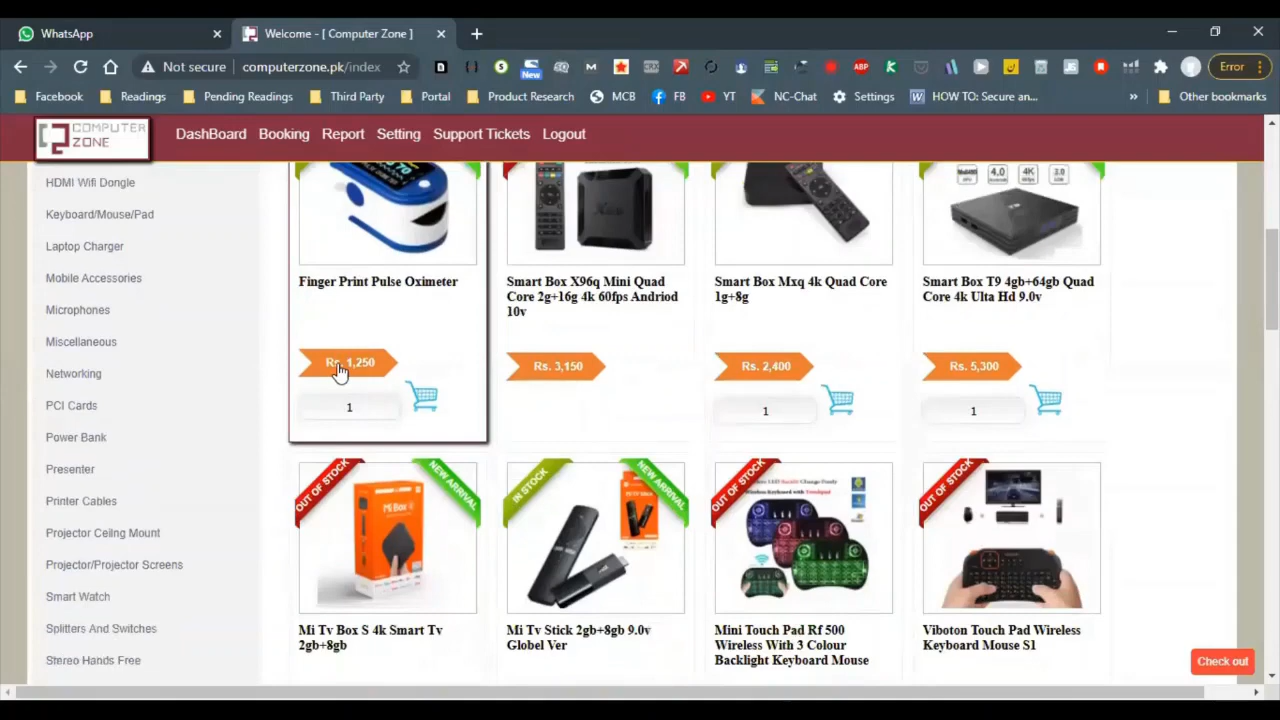 WhatsApp
Welcome - [ Computer Zone ]
Not secure computerzone.pk/index
New
ABP
Error
Facebook Readings Pending Readings Third Party Portal Product Research MCB FB YT NC-Chat Settings HOW TO: Secure an... » Other bookmarks
COMPUTER
ZONE
DashBoard Booking Report Setting Support Tickets Logout
HDMI Wifi Dongle
Keyboard/Mouse/Pad
Laptop Charger
Mobile Accessories
Microphones
Miscellaneous
Networking
PCI Cards
Power Bank
Presenter
Printer Cables
Projector Ceilng Mount
Projector/Projector Screens
Smart Watch
Splitters And Switches
Stereo Hands Free
Finger Print Pulse Oximeter
Rs. 1,250
1
Smart Box X96q Mini Quad
Core 2g+16g 4k 60fps Andriod
10v
Rs. 3,150
Smart Box Mxq 4k Quad Core
1g+8g
Rs. 2,400
1
4.0 4K
Smart Box T9 4gb+64gb Quad
Core 4k Ulta Hd 9.0v
Rs. 5,300
1
OUT OF STOCK
NEW ARRIVAL
Mi Tv Box S 4k Smart Tv
2gb+8gb
IN STOCK
NEW ARRIVAL
Mi Tv Stick 2gb+8gb 9.0v
Globel Ver
OUT OF STOCK
Mini Touch Pad Rf 500
Wireless With 3 Colour
Backlight Keyboard Mouse
OUT OF STOCK
Viboton Touch Pad Wireless
Keyboard Mouse S1
Check out